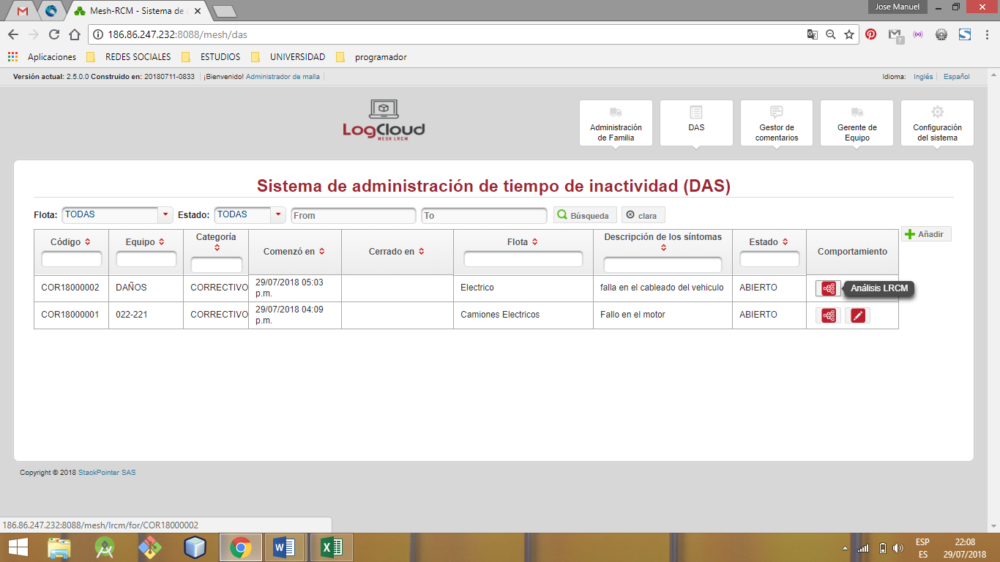 Mesh-RCM - Sistema de
Jose Manuel
186.86.247.232:8088/mesh/das
Aplicaciones REDES SOCIALES ESTUDIOS UNIVERSIDAD programador
Versión actual: 2.5.0.0 Construido en: 20180711-0833 ¡Bienvenido! Administrador de malla
Idioma: Inglés Español
LogCloud
MESH LRCM
Administración de Familia
DAS
Gestor de comentarios
Gerente de Equipo
Configuración del sistema
Sistema de administración de tiempo de inactividad (DAS)
Flota: TODAS Estado: TODAS From To Búsqueda clara
Añadir
Código Equipo Categoría Comenzó en Cerrado en Flota Descripción de los síntomas Estado Comportamiento
COR18000002 DAÑOS CORRECTIVO 29/07/2018 05:03 p.m. Electrico falla en el cableado del vehiculo ABIERTO Análisis LRCM
COR18000001 022-221 CORRECTIVO 29/07/2018 04:09 p.m. Camiones Electricos Fallo en el motor ABIERTO
Copyright © 2018 StackPointer SAS
186.86.247.232:8088/mesh/lrcm/for/COR18000002
ESP
ES
22:08
29/07/2018